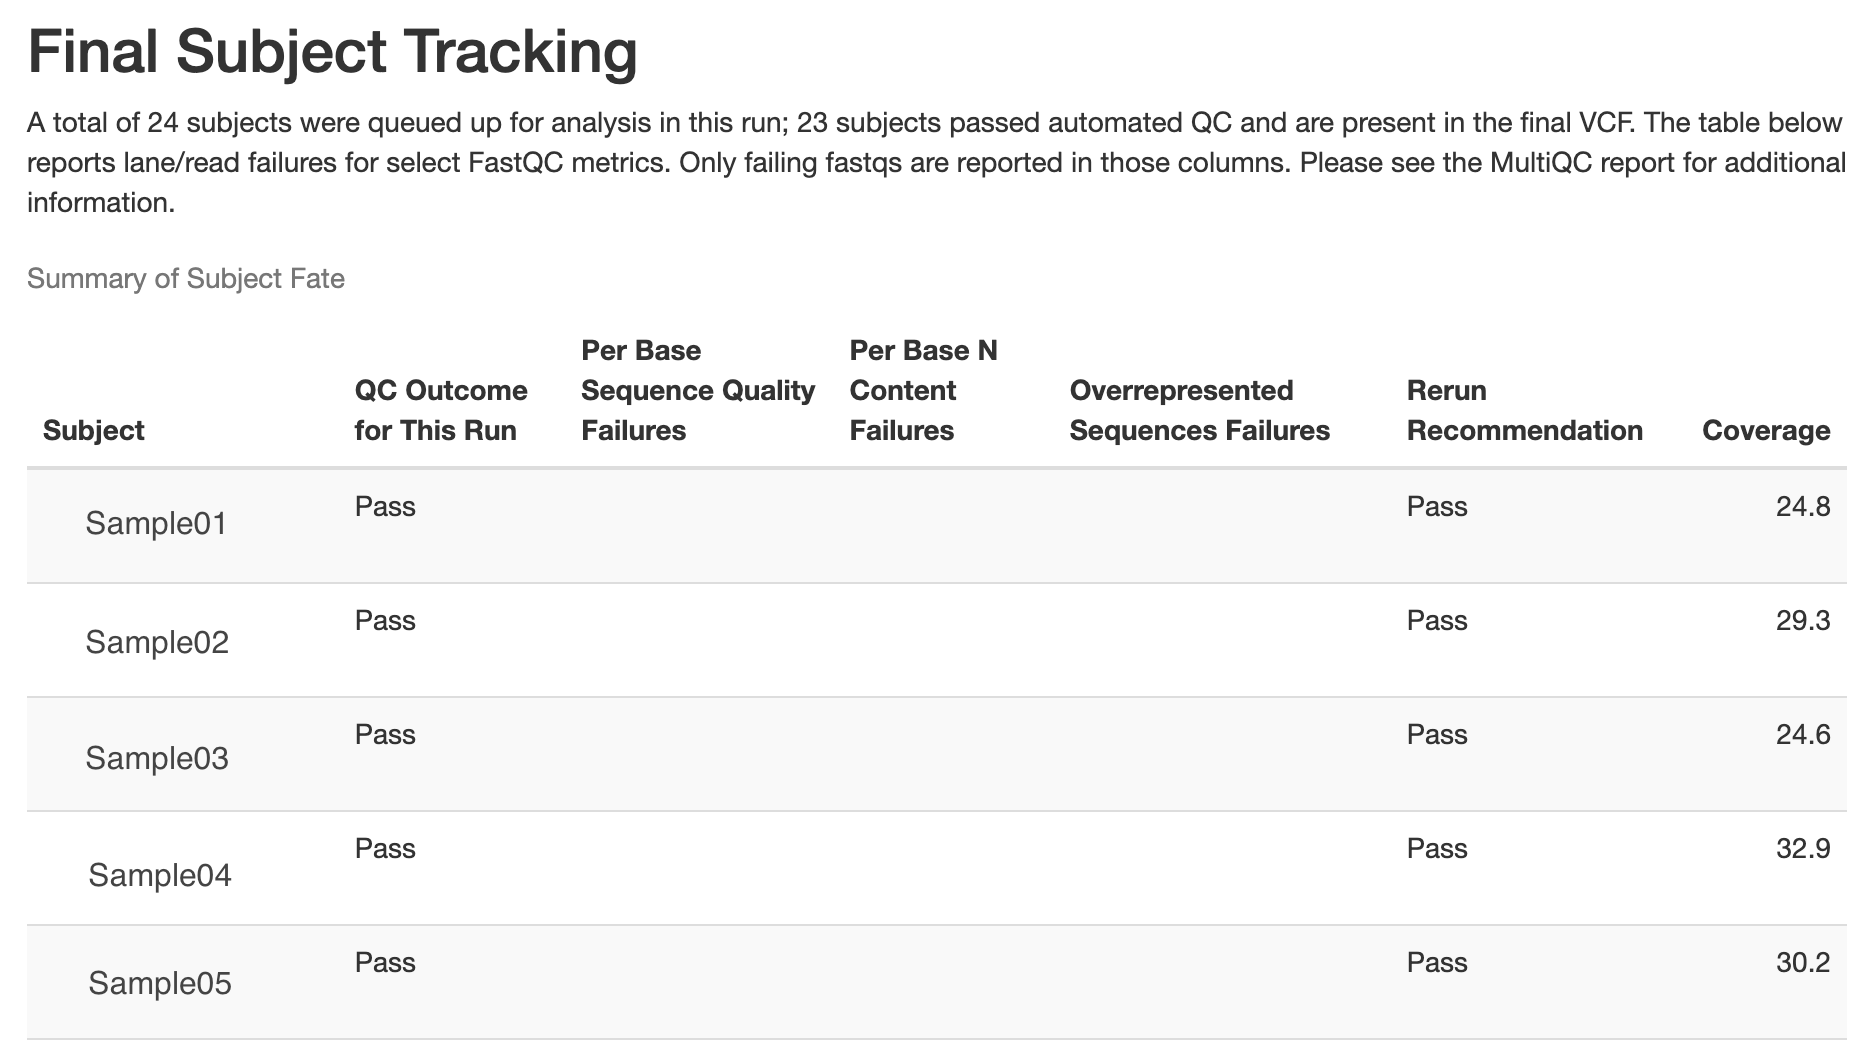 Final Subject Tracking
A total of 24 subjects were queued up for analysis in this run; 23 subjects passed automated QC and are present in the final VCF. The table below
reports lane/read failures for select FastQC metrics. Only failing fastqs are reported in those columns. Please see the MultiQC report for additional
information.
Summary of Subject Fate
Subject QC Outcome for This Run Per Base Sequence Quality Failures Per Base N Content Failures Overrepresented Sequences Failures Rerun Recommendation Coverage
Sample01 Pass Pass 24.8
Sample02 Pass Pass 29.3
Sample03 Pass Pass 24.6
Sample04 Pass Pass 32.9
Sample05 Pass Pass 30.2